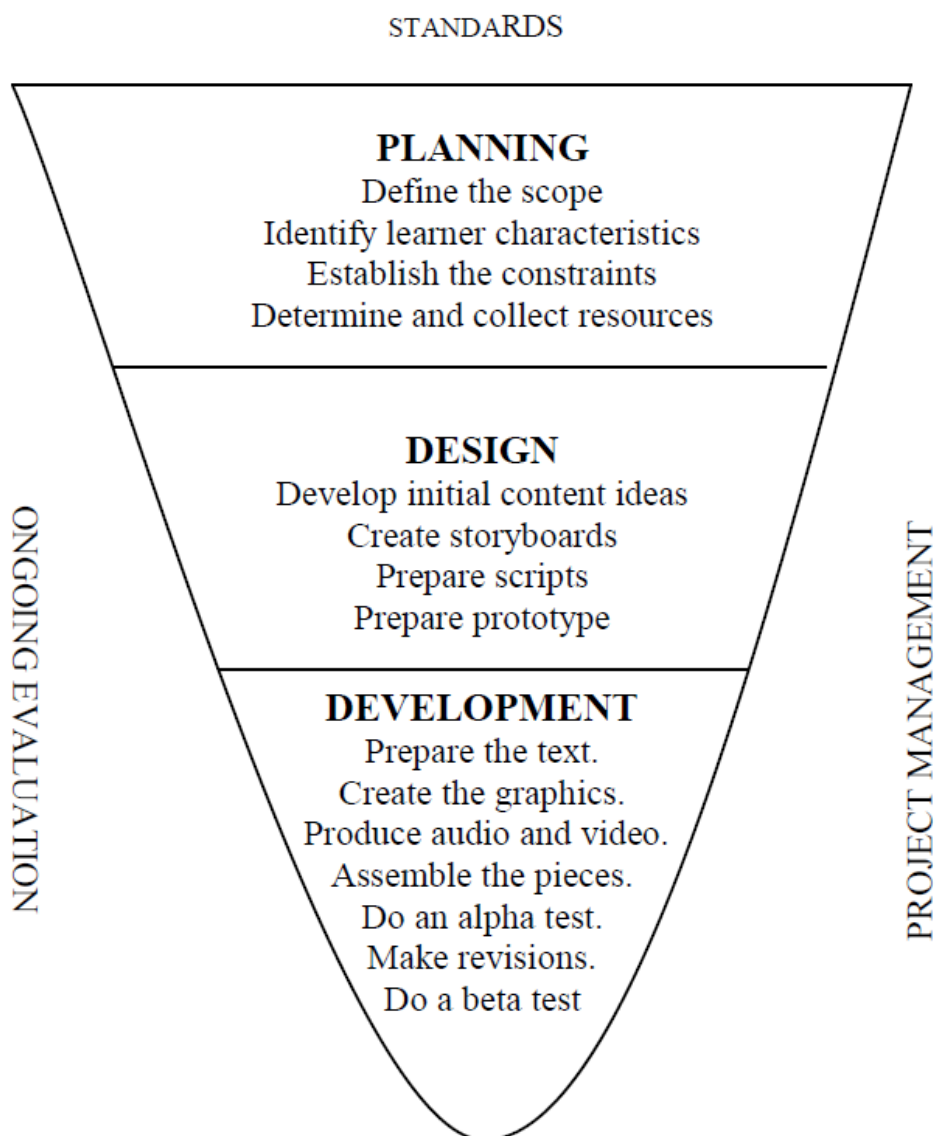 STANDARDS
PLANNING
Define the scope
Identify learner characteristics
Establish the constraints
Determine and collect resources
DESIGN
Develop initial content ideas
Create storyboards
Prepare scripts
Prepare prototype
DEVELOPMENT
Prepare the text.
Create the graphics.
Produce audio and video.
Assemble the pieces.
Do an alpha test.
Make revisions.
Do a beta test
ONGOING EVALUATION
PROJECT MANAGEMENT